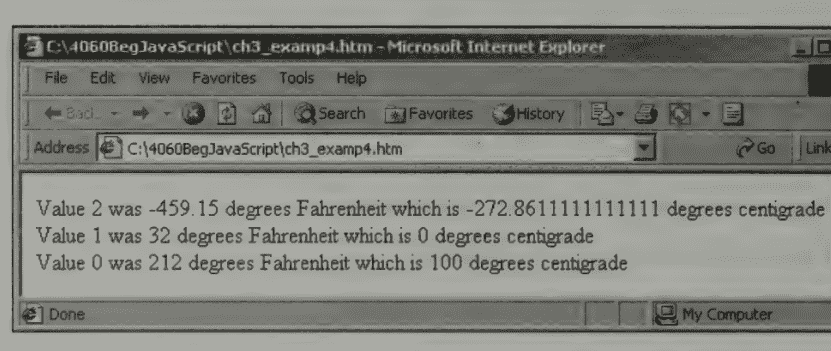 C:\4060BegJavaScript\ch3_examp4.htm - Microsoft Internet Explorer
File Edit View Favorites Tools Help
Back Search Favorites History
Address C:\4060BegJavaScript\ch3_examp4.htm Go Link
Value 2 was -459.15 degrees Fahrenheit which is -272.8611111111111 degrees centigrade
Value 1 was 32 degrees Fahrenheit which is 0 degrees centigrade
Value 0 was 212 degrees Fahrenheit which is 100 degrees centigrade
Done My Computer